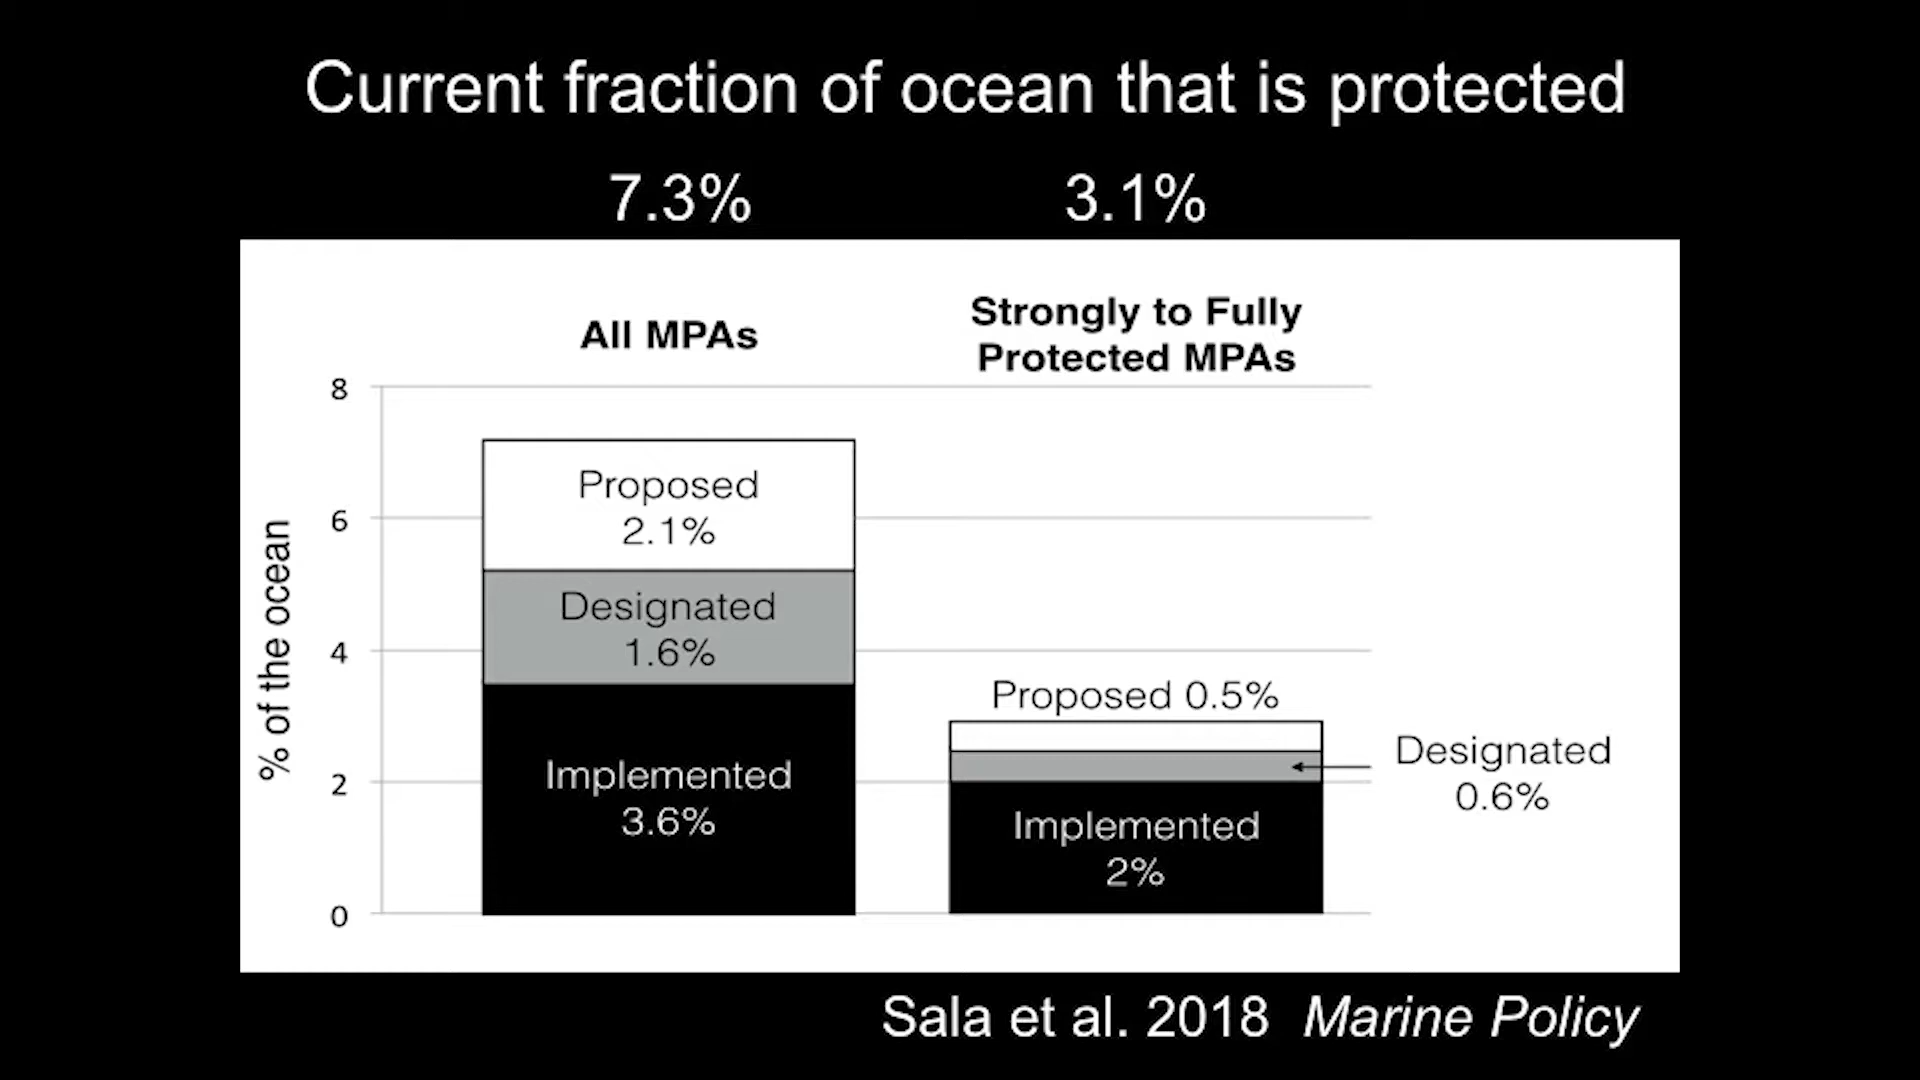 Current fraction of ocean that is protected
7.3%
3.1%
All MPAs
Strongly to Fully
Protected MPAs
% of the ocean
8
6
4
2
0
Proposed
2.1%
Designated
1.6%
Implemented
3.6%
Proposed 0.5%
Designated
0.6%
Implemented
2%
Sala et al. 2018 Marine Policy